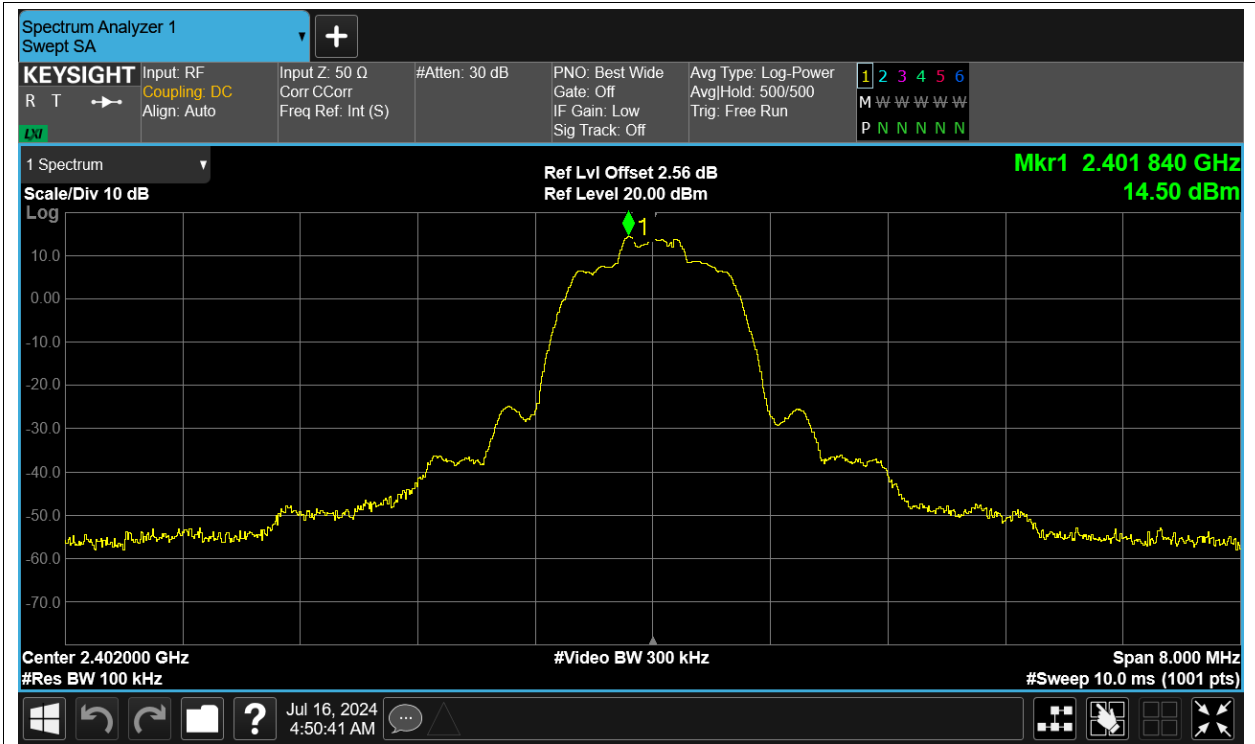 Spectrum Analyzer 1
Swept SA
KEYSIGHT
R T
LXI
Input: RF
Coupling: DC
Align: Auto
Input Z: 50 Ω
Corr CCorr
Freq Ref: Int (S)
#Atten: 30 dB
PNO: Best Wide
Gate: Off
IF Gain: Low
Sig Track: Off
Avg Type: Log-Power
Avg|Hold: 500/500
Trig: Free Run
1 2 3 4 5 6
M W W W W W
P N N N N N
1 Spectrum
Scale/Div 10 dB
Log
Ref Lvl Offset 2.56 dB
Ref Level 20.00 dBm
Mkr1 2.401 840 GHz
14.50 dBm
1
10.0
0.00
-10.0
-20.0
-30.0
-40.0
-50.0
-60.0
-70.0
Center 2.402000 GHz
#Res BW 100 kHz
#Video BW 300 kHz
Span 8.000 MHz
#Sweep 10.0 ms (1001 pts)
?
Jul 16, 2024
4:50:41 AM